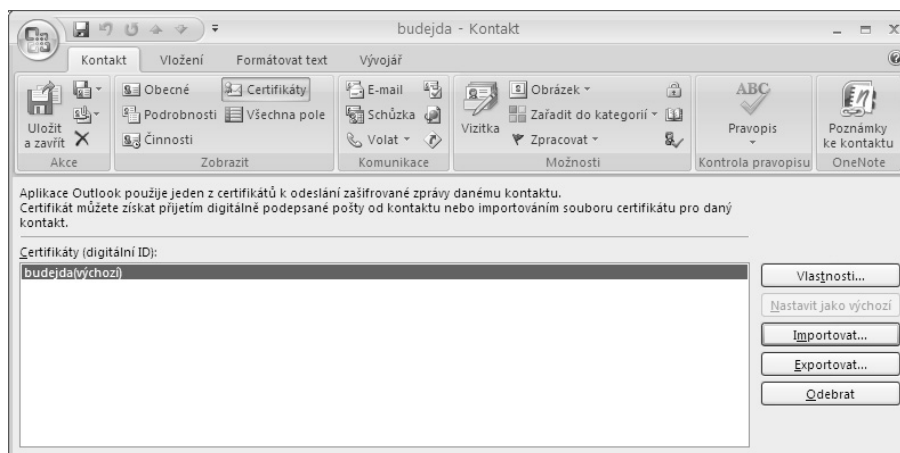 budejda - Kontakt
Kontakt Vložení Formátovat text Vývojář
Uložit a zavřít
Akce
Obecné Certifikáty
Podrobnosti Všechna pole
Činnosti
Zobrazit
E-mail
Schůzka
Volat
Komunikace
Vizitka
Obrázek
Zařadit do kategorií
Zpracovat
Možnosti
ABC
Pravopis
Kontrola pravopisu
Poznámky ke kontaktu
OneNote
Aplikace Outlook použije jeden z certifikátů k odeslání zašifrované zprávy danému kontaktu.
Certifikát můžete získat přijetím digitálně podepsané pošty od kontaktu nebo importováním souboru certifikátu pro daný
kontakt.
Certifikáty (digitální ID):
budejda(výchozí)
Vlastnosti...
Nastavit jako výchozí
Importovat...
Exportovat...
Odebrat